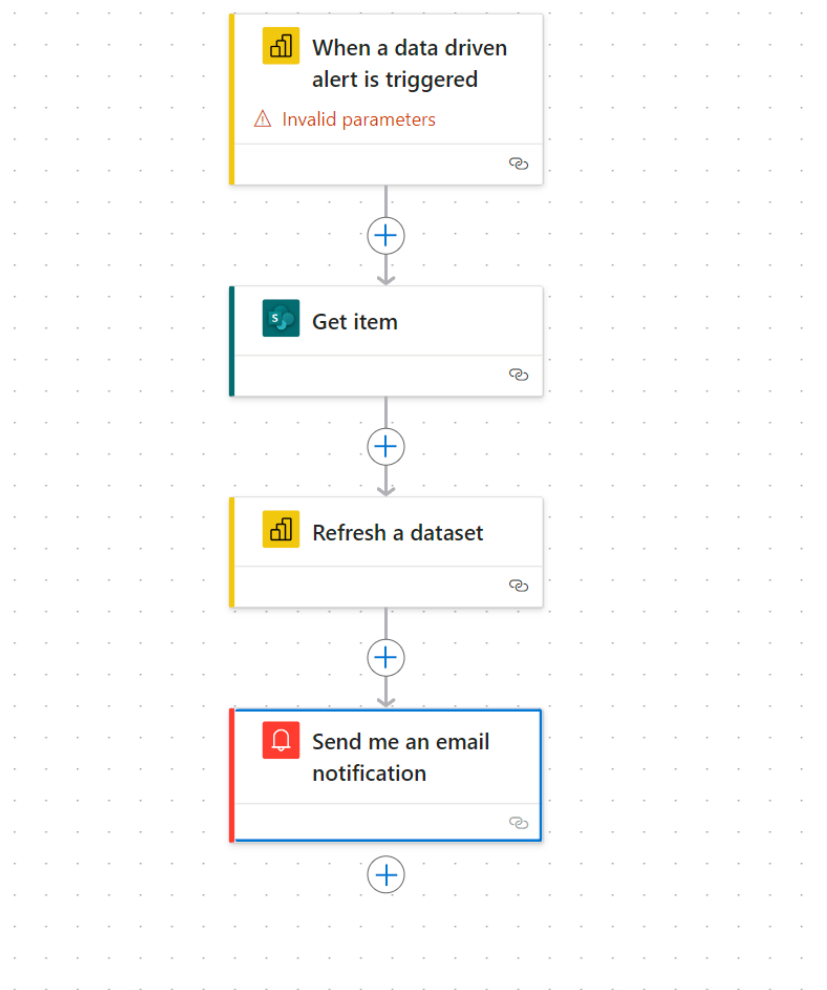 When a data driven
alert is triggered
Invalid parameters
S
Get item
Refresh a dataset
Send me an email
notification